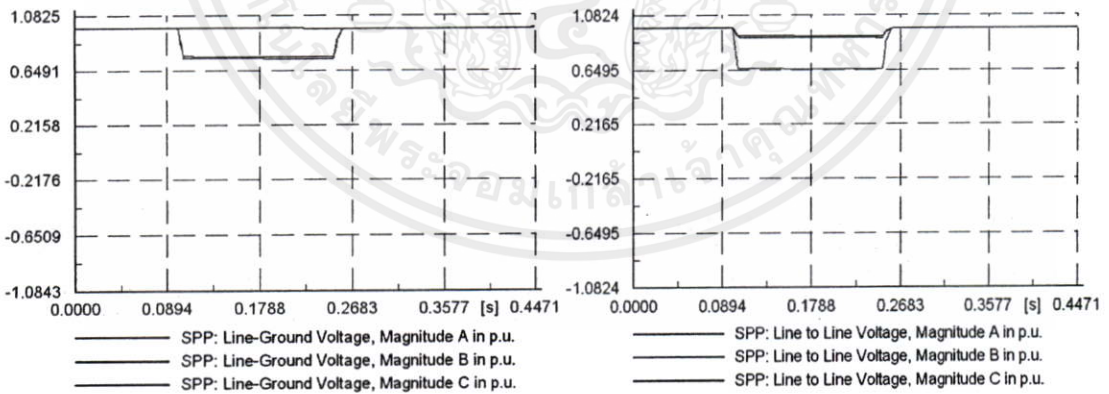 1.0825
0.6491
0.2158
-0.2176
-0.6509
-1.0843
0.0000 0.0894 0.1788 0.2683 0.3577 [s] 0.4471
SPP: Line-Ground Voltage, Magnitude A in p.u.
SPP: Line-Ground Voltage, Magnitude B in p.u.
SPP: Line-Ground Voltage, Magnitude C in p.u.
1.0824
0.6495
0.2165
-0.2165
-0.6495
-1.0824
0.0000 0.0894 0.1788 0.2683 0.3577 [s] 0.4471
SPP: Line to Line Voltage, Magnitude A in p.u.
SPP: Line to Line Voltage, Magnitude B in p.u.
SPP: Line to Line Voltage, Magnitude C in p.u.